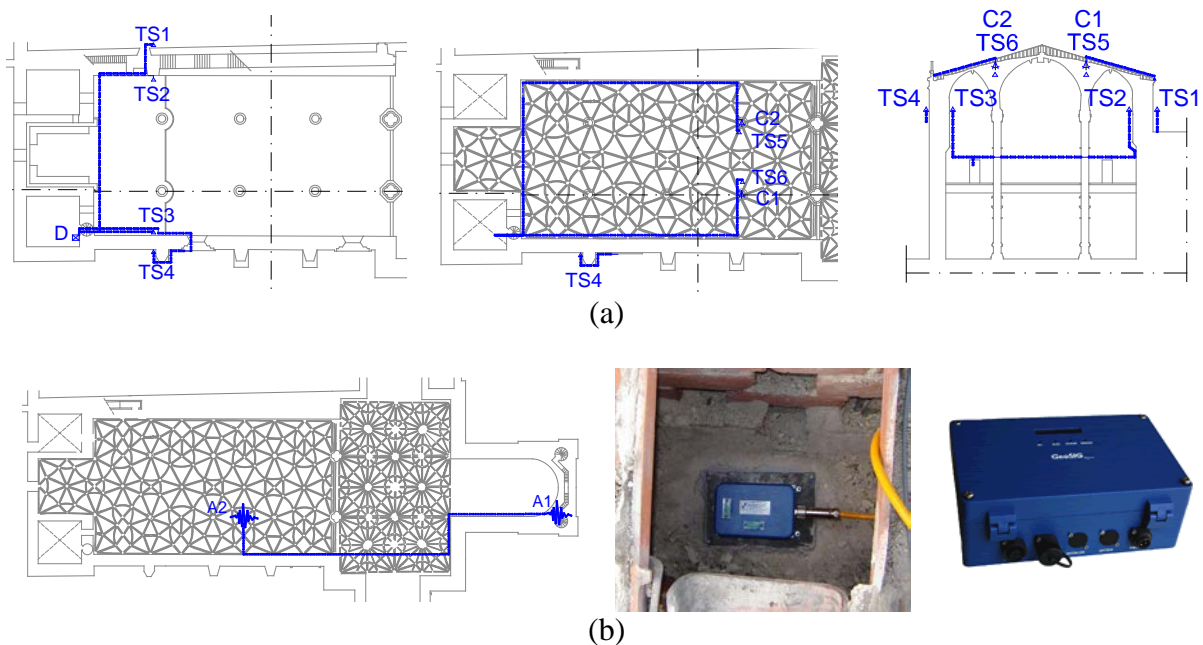 TS1
TS2
TS3
D
TS4
C2
TS5
TS6
C1
TS4
C2 C1
TS6 TS5
TS4 TS3 TS2 TS1
(a)
A2
A1
GeoSIG
(b)